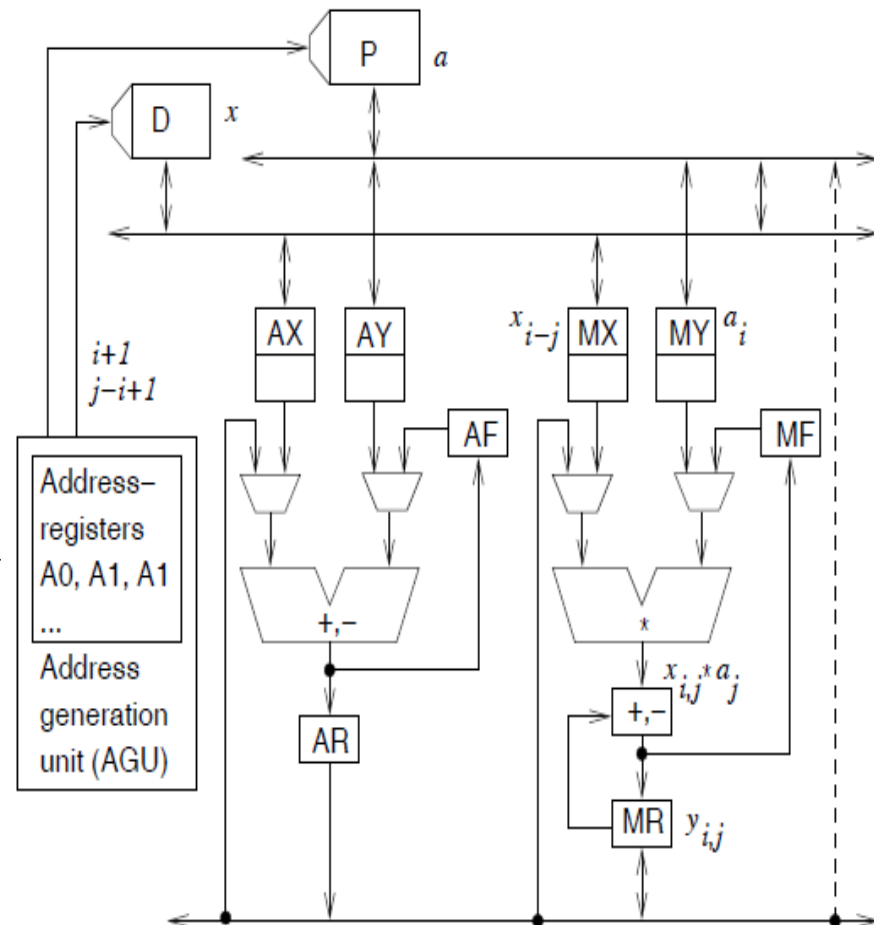 P
a
D
x
AX
AY
x i-j
MX
MY
a i
i+1
j-i+1
AF
MF
Address-
registers
A0, A1, A1
...
Address
generation
unit (AGU)
+,-
*
x i,j * a j
+,-
AR
MR
y i,j